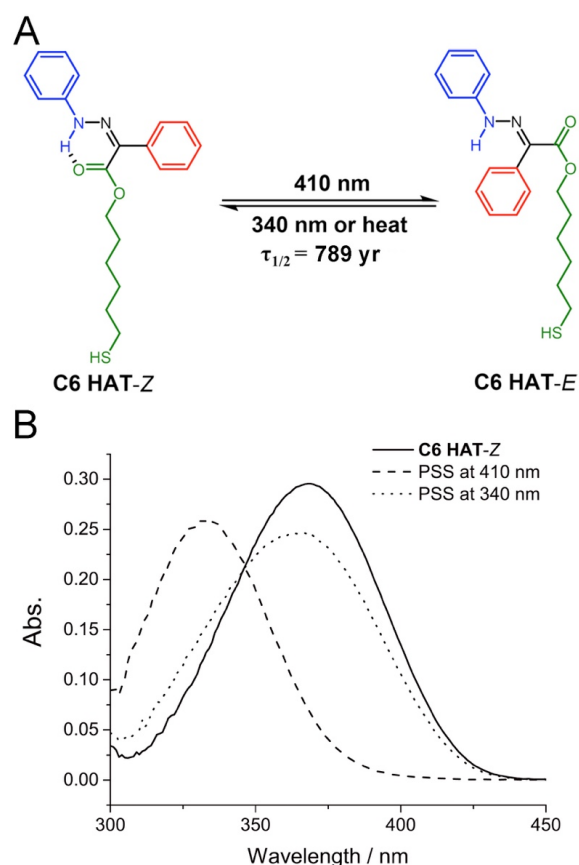 A
H
N
N
O
O
HS
C6 HAT-Z
410 nm
340 nm or heat
τ1/2 = 789 yr
H
N
N
O
O
HS
C6 HAT-E
B
C6 HAT-Z
PSS at 410 nm
PSS at 340 nm
0.30
0.25
0.20
0.15
0.10
0.05
0.00
Abs.
300 350 400 450
Wavelength / nm